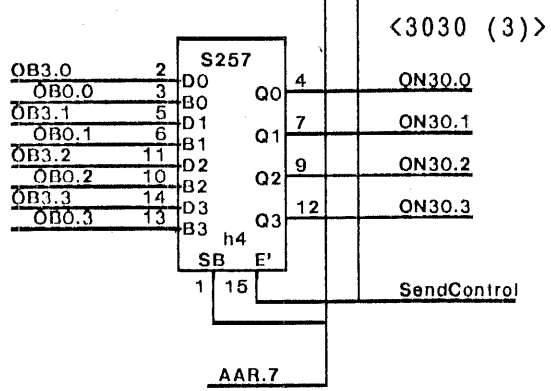 <3030 (3)>
S257
OB3.0 2 D0 Q0 4 ON30.0
OB0.0 3 B0
OB3.1 5 D1 Q1 7 ON30.1
OB0.1 6 B1
OB3.2 11 D2 Q2 9 ON30.2
OB0.2 10 B2
OB3.3 14 D3 Q3 12 ON30.3
OB0.3 13 B3
h4
SB E'
1 15
SendControl
AAR.7